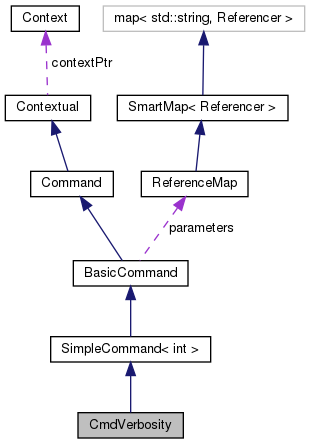 Context
map< std::string, Referencer >
contextPtr
Contextual
SmartMap< Referencer >
Command
ReferenceMap
parameters
BasicCommand
SimpleCommand< int >
CmdVerbosity